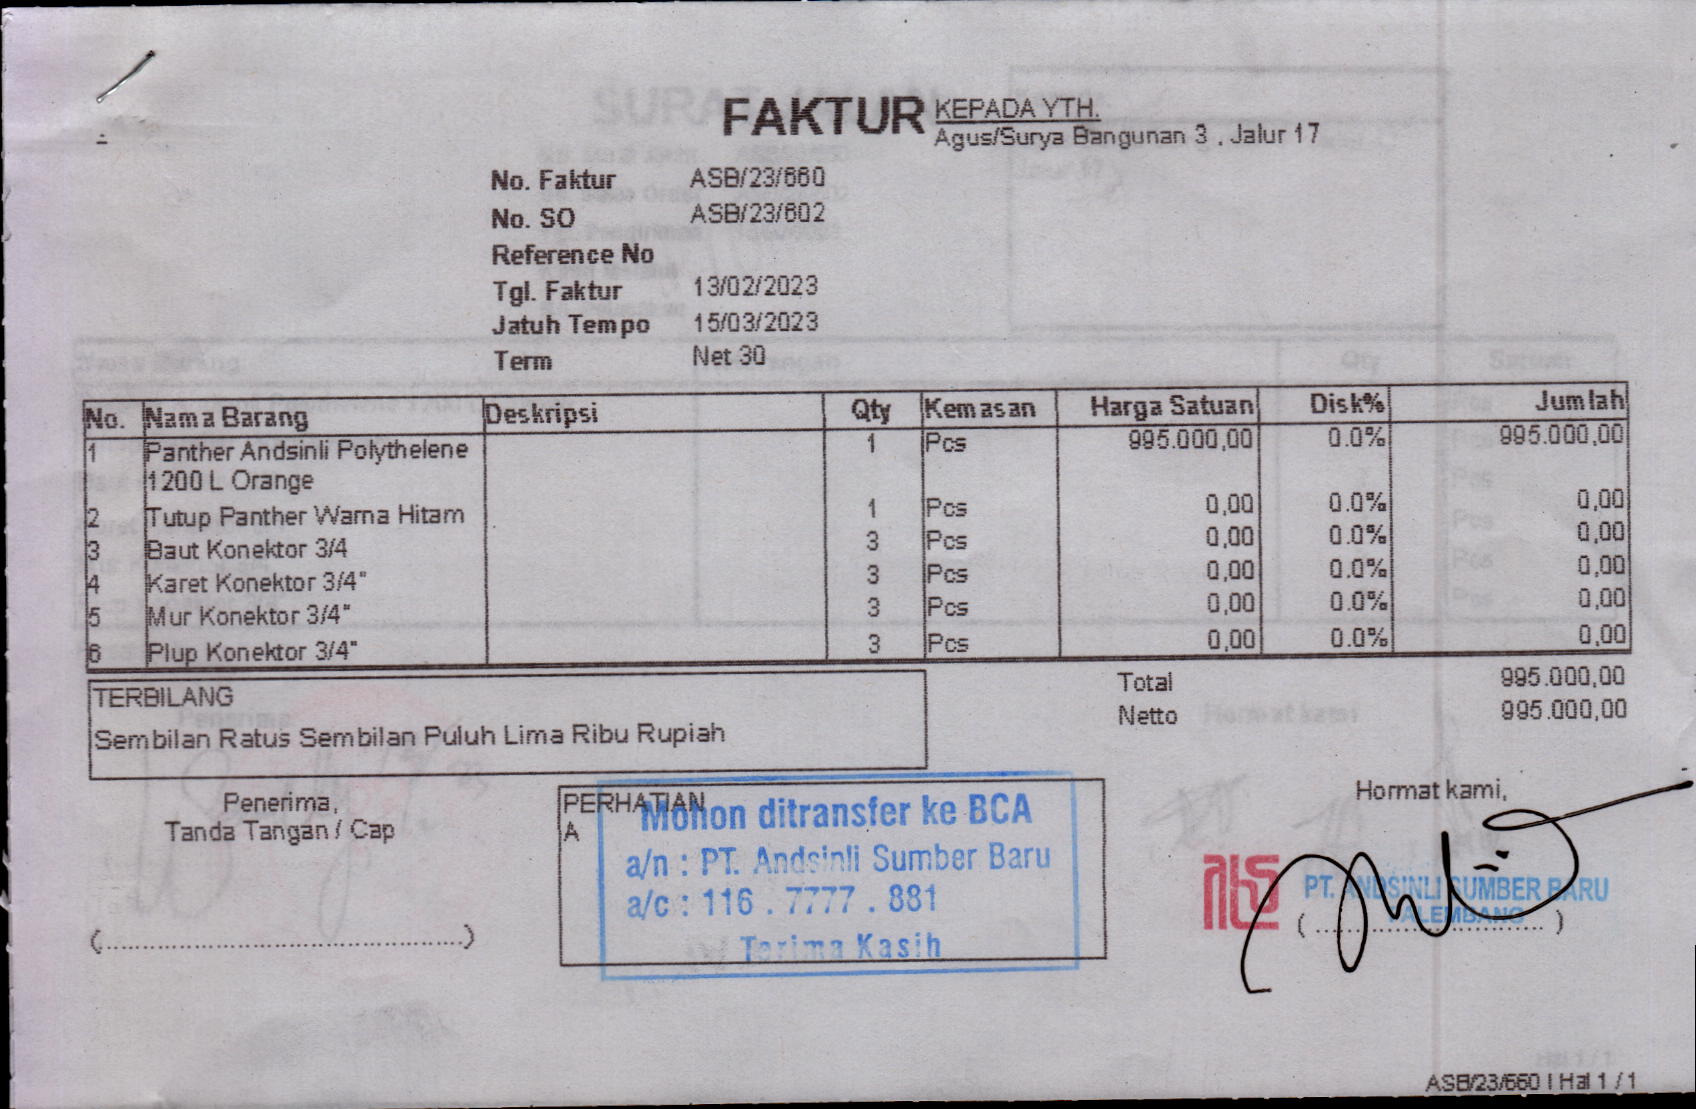 FAKTUR
KEPADA YTH.
Agus/Surya Bangunan 3 , Jalur 17
No. Faktur ASB/23/660
No. SO ASB/23/602
Reference No
Tgl. Faktur 13/02/2023
Jatuh Tempo 15/03/2023
Term Net 30
No. Nama Barang Deskripsi Qty Kemasan Harga Satuan Disk% Jumlah
1 Panther Andsinli Polythelene 1 Pcs 995.000,00 0.0% 995.000,00
1200 L Orange
2 Tutup Panther Warna Hitam 1 Pcs 0,00 0.0% 0,00
3 Baut Konektor 3/4 3 Pcs 0,00 0.0% 0,00
4 Karet Konektor 3/4" 3 Pcs 0,00 0.0% 0,00
5 Mur Konektor 3/4" 3 Pcs 0,00 0.0% 0,00
6 Plup Konektor 3/4" 3 Pcs 0,00 0.0% 0,00
Total 995.000,00
Netto 995.000,00
TERBILANG
Sembilan Ratus Sembilan Puluh Lima Ribu Rupiah
Penerima,
Tanda Tangan / Cap
(..............................................)
PERHATIAN
A
Mohon ditransfer ke BCA
a/n : PT. Andsinli Sumber Baru
a/c : 116 . 7777 . 881
Terima Kasih
Hormat kami,
PT. ANDSINLI SUMBER BARU
PALEMBANG
( .............................. )
ASB/23/660 | Hal 1 / 1